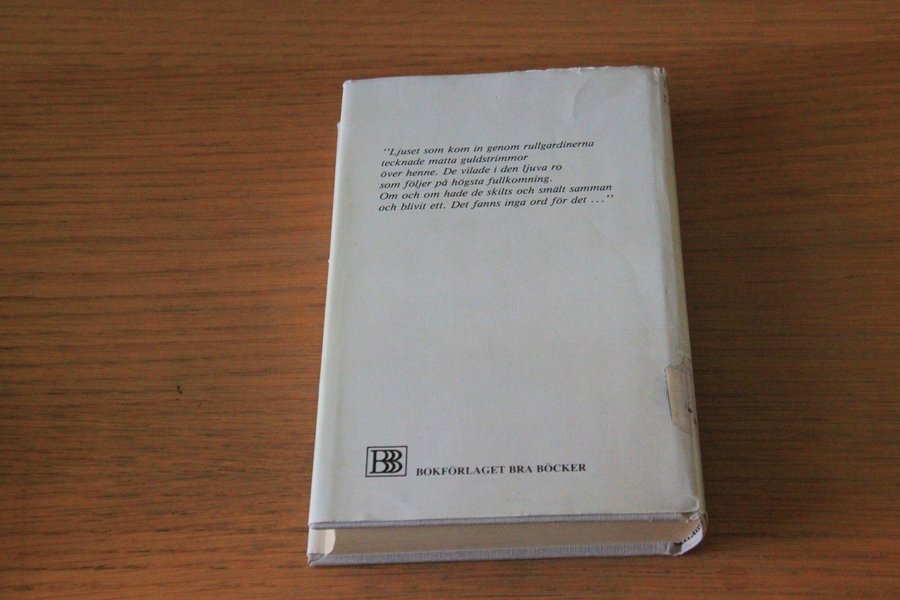 "Ljuset som kom in genom rullgardinerna
tecknade matta guldstrimmor
över henne. De vilade i den ljuva ro
som följer på högsta fullkomning.
Om och om hade de skilts och smält samman
och blivit ett. Det fanns inga ord för det ..."
BBB BOKFÖRLAGET BRA BÖCKER